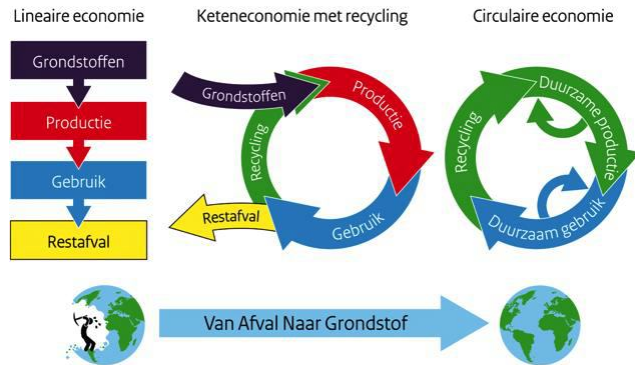 Lineaire economie
Grondstoffen
Productie
Gebruik
Restafval
Keteneconomie met recycling
Grondstoffen
Productie
Gebruik
Recycling
Restafval
Circulaire economie
Duurzame productie
Duurzaam gebruik
Recycling
Van Afval Naar Grondstof